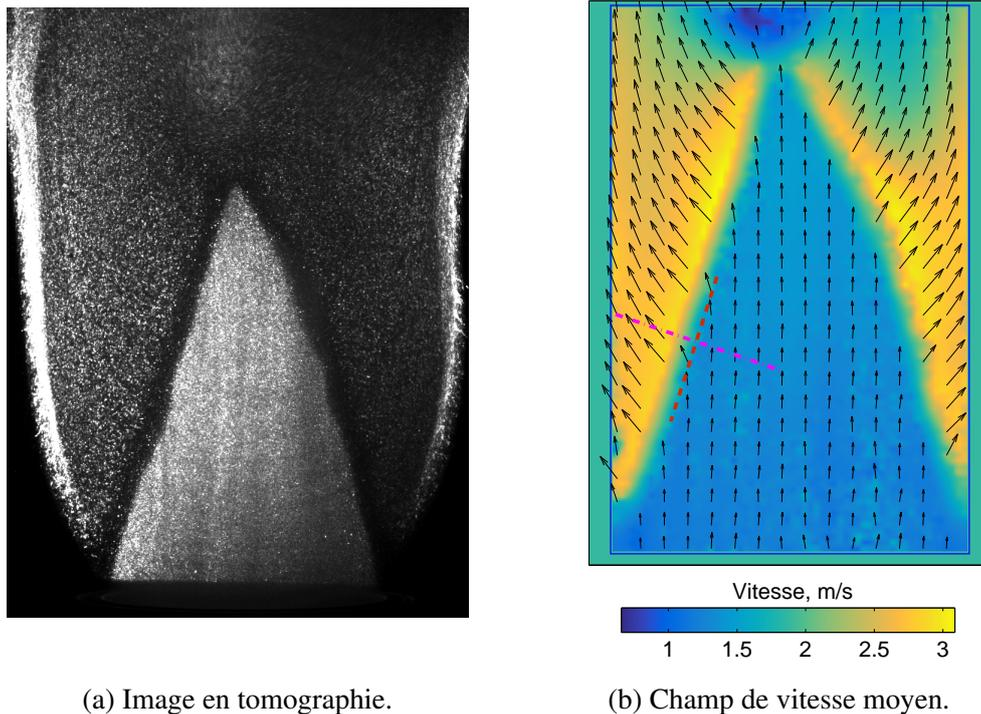 Vitesse, m/s
1 1.5 2 2.5 3
(a) Image en tomographie.
(b) Champ de vitesse moyen.